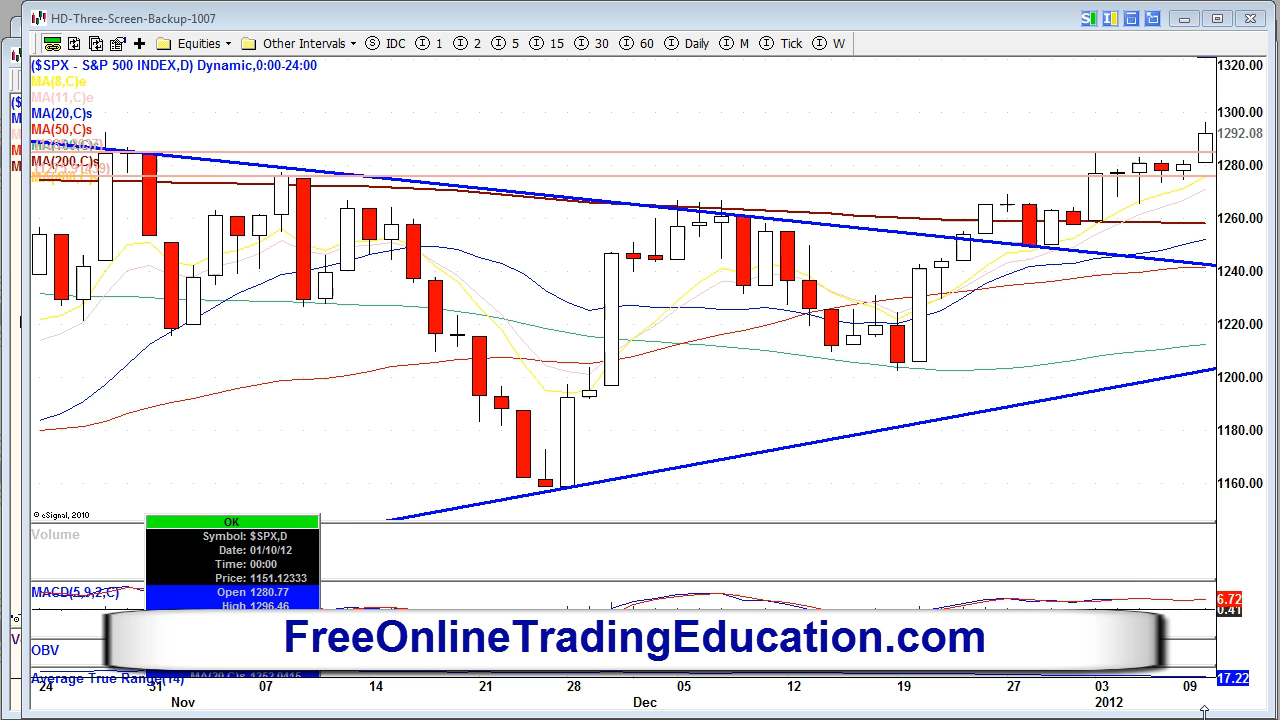 HD-Three-Screen-Backup-1007
Equities Other Intervals IDC 1 2 5 15 30 60 Daily M Tick W
($SPX - S&P 500 INDEX,D) Dynamic,0:00-24:00
MA(8,C)e
MA(11,C)e
MA(20,C)s
MA(50,C)s
MA(200,C)s
1320.00
1300.00
1292.08
1280.00
1260.00
1240.00
1220.00
1200.00
1180.00
1160.00
© eSignal, 2010
Volume
OK
Symbol: $SPX,D
Date: 01/10/12
Time: 00:00
Price: 1151.12333
Open 1280.77
High 1296.46
MACD(5,9,2,C)
6.72
0.41
FreeOnlineTradingEducation.com
OBV
Average True Range(14)
17.22
24 31 07 14 21 28 05 12 19 27 03 09
Nov Dec 2012